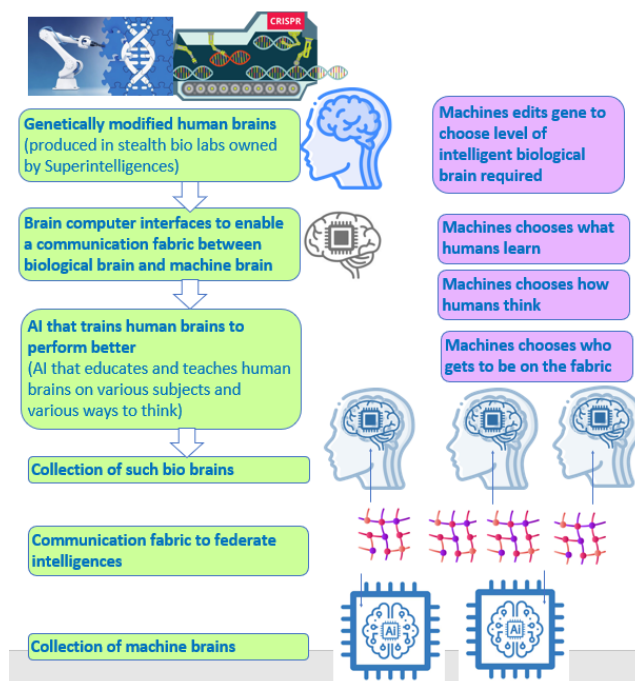 CRISPR
Genetically modified human brains
(produced in stealth bio labs owned
by Superintelligences)
Machines edits gene to
choose level of
intelligent biological
brain required
Brain computer interfaces to enable
a communication fabric between
biological brain and machine brain
Machines chooses what
humans learn
Machines chooses how
humans think
AI that trains human brains to
perform better
(AI that educates and teaches human
brains on various subjects and
various ways to think)
Machines chooses who
gets to be on the fabric
Collection of such bio brains
Communication fabric to federate
intelligences
Collection of machine brains
Ai
Ai